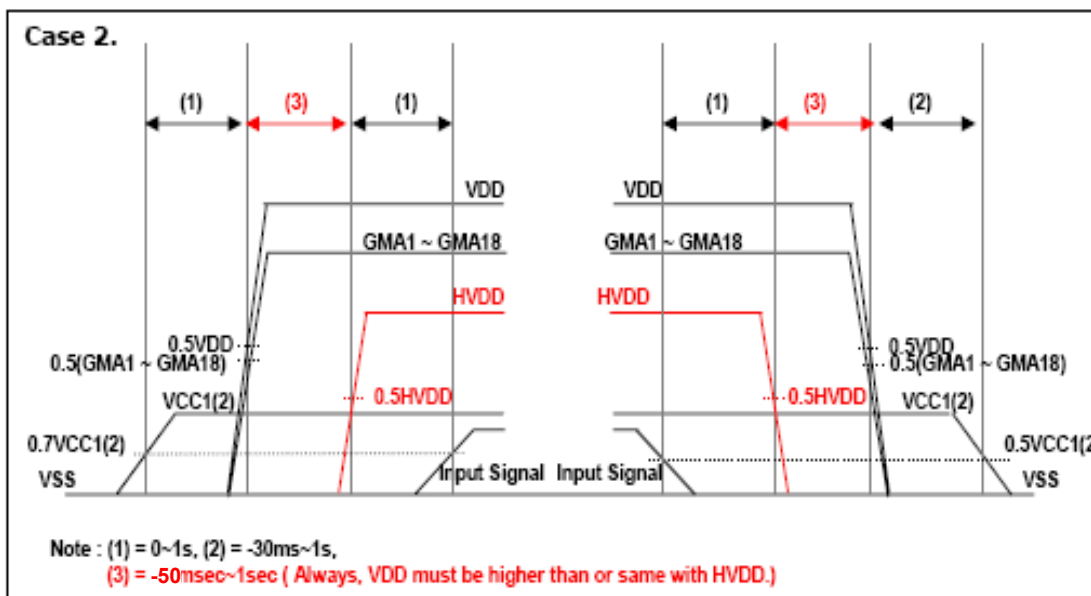 Case 2.
(1) (3) (1) (1) (3) (2)
VDD VDD
GMA1 ~ GMA18 GMA1 ~ GMA18
HVDD HVDD
0.5VDD 0.5VDD
0.5(GMA1 ~ GMA18) 0.5(GMA1 ~ GMA18)
0.5HVDD 0.5HVDD
VCC1(2) VCC1(2)
0.7VCC1(2) 0.5VCC1(2
Input Signal Input Signal
VSS VSS
Note : (1) = 0~1s, (2) = -30ms~1s,
(3) = -50msec~1sec ( Always, VDD must be higher than or same with HVDD.)